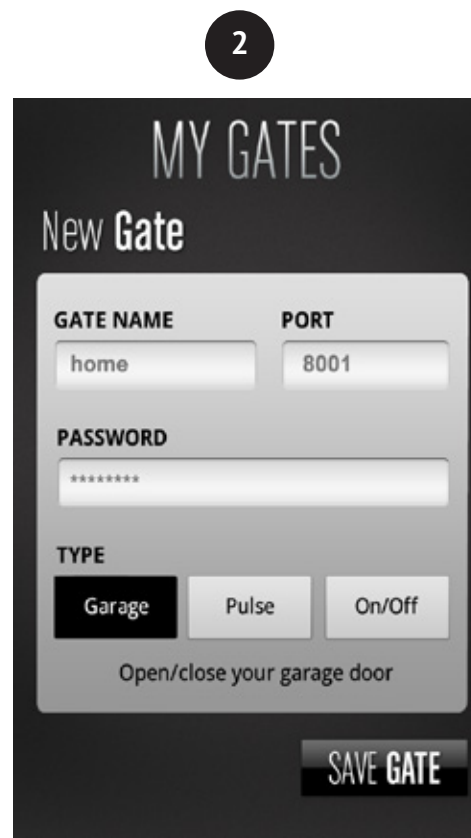 2
MY GATES
New Gate
GATE NAME PORT
home 8001
PASSWORD
********
TYPE
Garage Pulse On/Off
Open/close your garage door
SAVE GATE